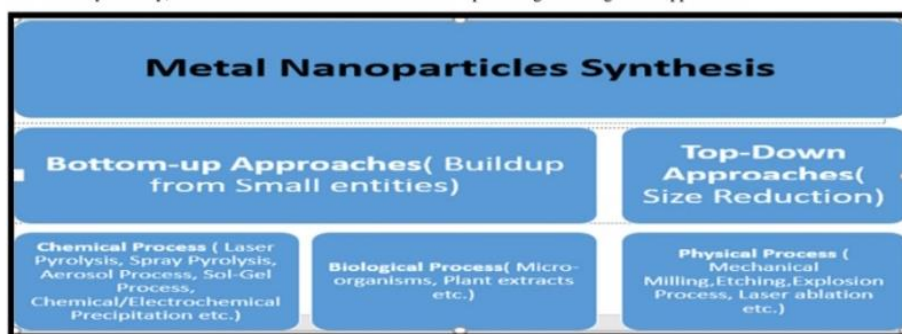 Metal Nanoparticles Synthesis
Bottom-up Approaches( Buildup
from Small entities)
Top-Down
Approaches(
Size Reduction)
Chemical Process ( Laser
Pyrolysis, Spray Pyrolysis,
Aerosol Process, Sol-Gel
Process,
Chemical/Electrochemical
Precipitation etc.)
Biological Process( Micro-
organisms, Plant extracts
etc.)
Physical Process (
Mechanical
Milling,Etching,Explosion
Process, Laser ablation
etc.)